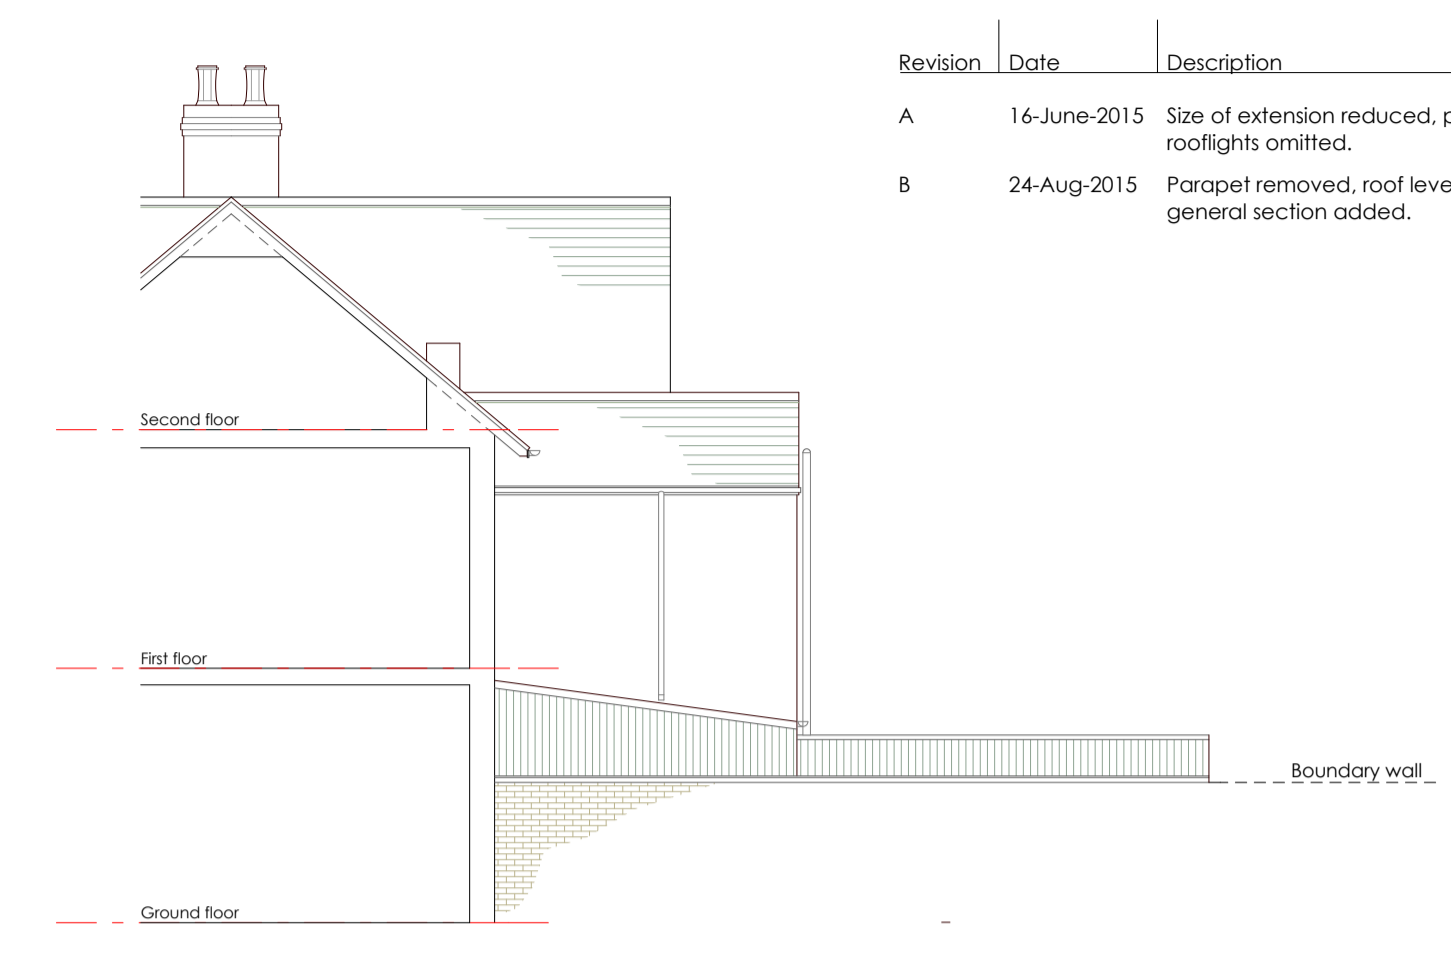 Revision Date Description
A 16-June-2015 Size of extension reduced,
rooflights omitted.
B 24-Aug-2015 Parapet removed, roof
general section added.
Second floor
First floor
Boundary wall
Ground floor